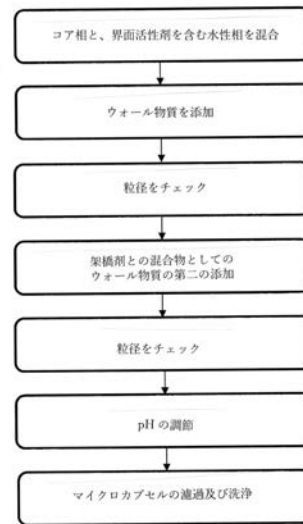 コア相と、界面活性剤を含む水性相を混合
ウォール物質を添加
粒径をチェック
架橋剤との混合物としての
ウォール物質の第二の添加
粒径をチェック
pH の調節
マイクロカプセルの濾過及び洗浄